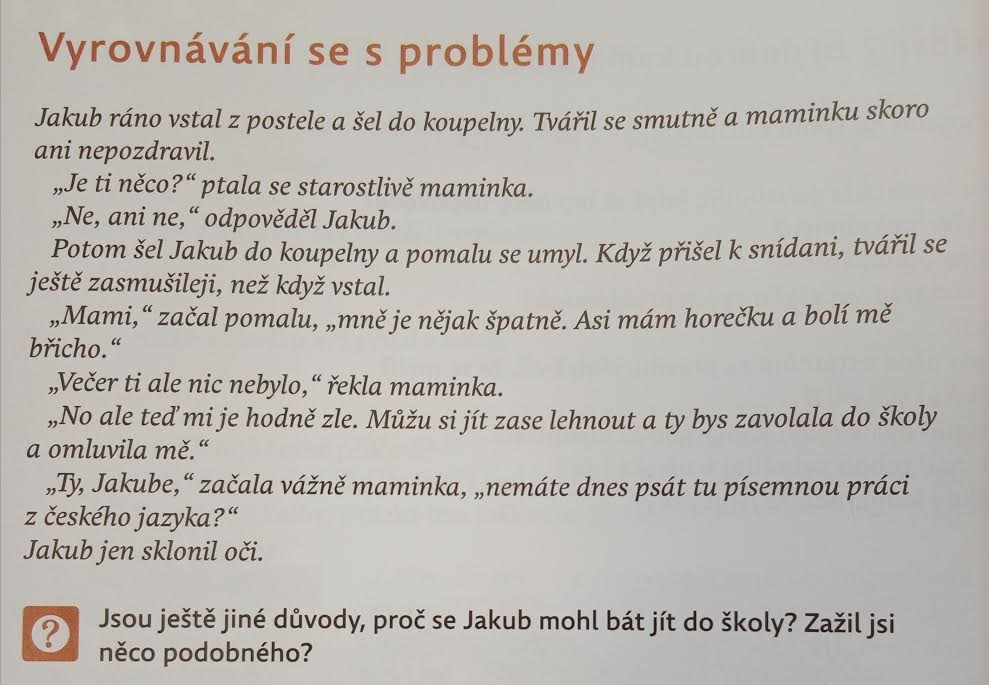 Vyrovnávání se s problémy
Jakub ráno vstal z postele a šel do koupelny. Tvářil se smutně a maminku skoro
ani nepozdravil.
„Je ti něco?“ ptala se starostlivě maminka.
„Ne, ani ne,“ odpověděl Jakub.
Potom šel Jakub do koupelny a pomalu se umyl. Když přišel k snídani, tvářil se
ještě zasmušileji, než když vstal.
„Mami,“ začal pomalu, „mně je nějak špatně. Asi mám horečku a bolí mě
břicho.“
„Večer ti ale nic nebylo,“ řekla maminka.
„No ale teď mi je hodně zle. Můžu si jít zase lehnout a ty bys zavolala do školy
a omluvila mě.“
„Ty, Jakube,“ začala vážně maminka, „nemáte dnes psát tu písemnou práci
z českého jazyka?“
Jakub jen sklonil oči.
?
Jsou ještě jiné důvody, proč se Jakub mohl bát jít do školy? Zažil jsi
něco podobného?